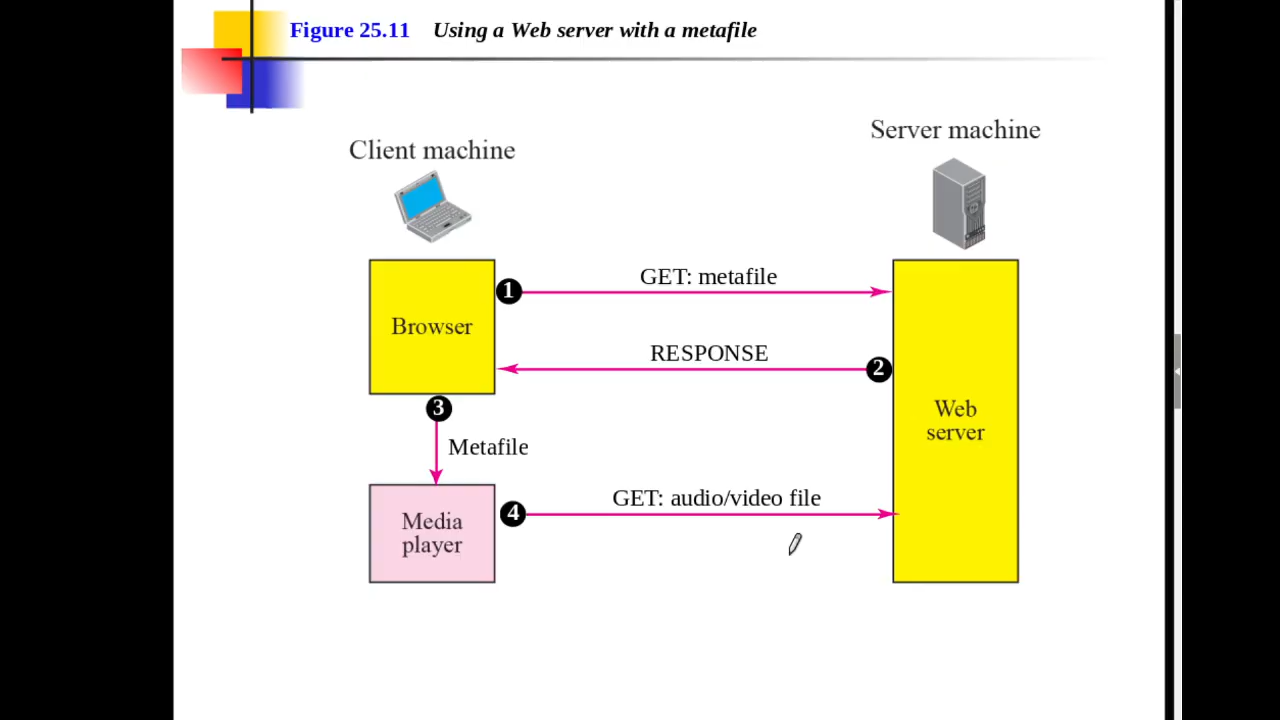 Figure 25.11 Using a Web server with a metafile
Server machine
Client machine
1 GET: metafile
Browser
RESPONSE
2
3
Web
server
Metafile
4 GET: audio/video file
Media
player